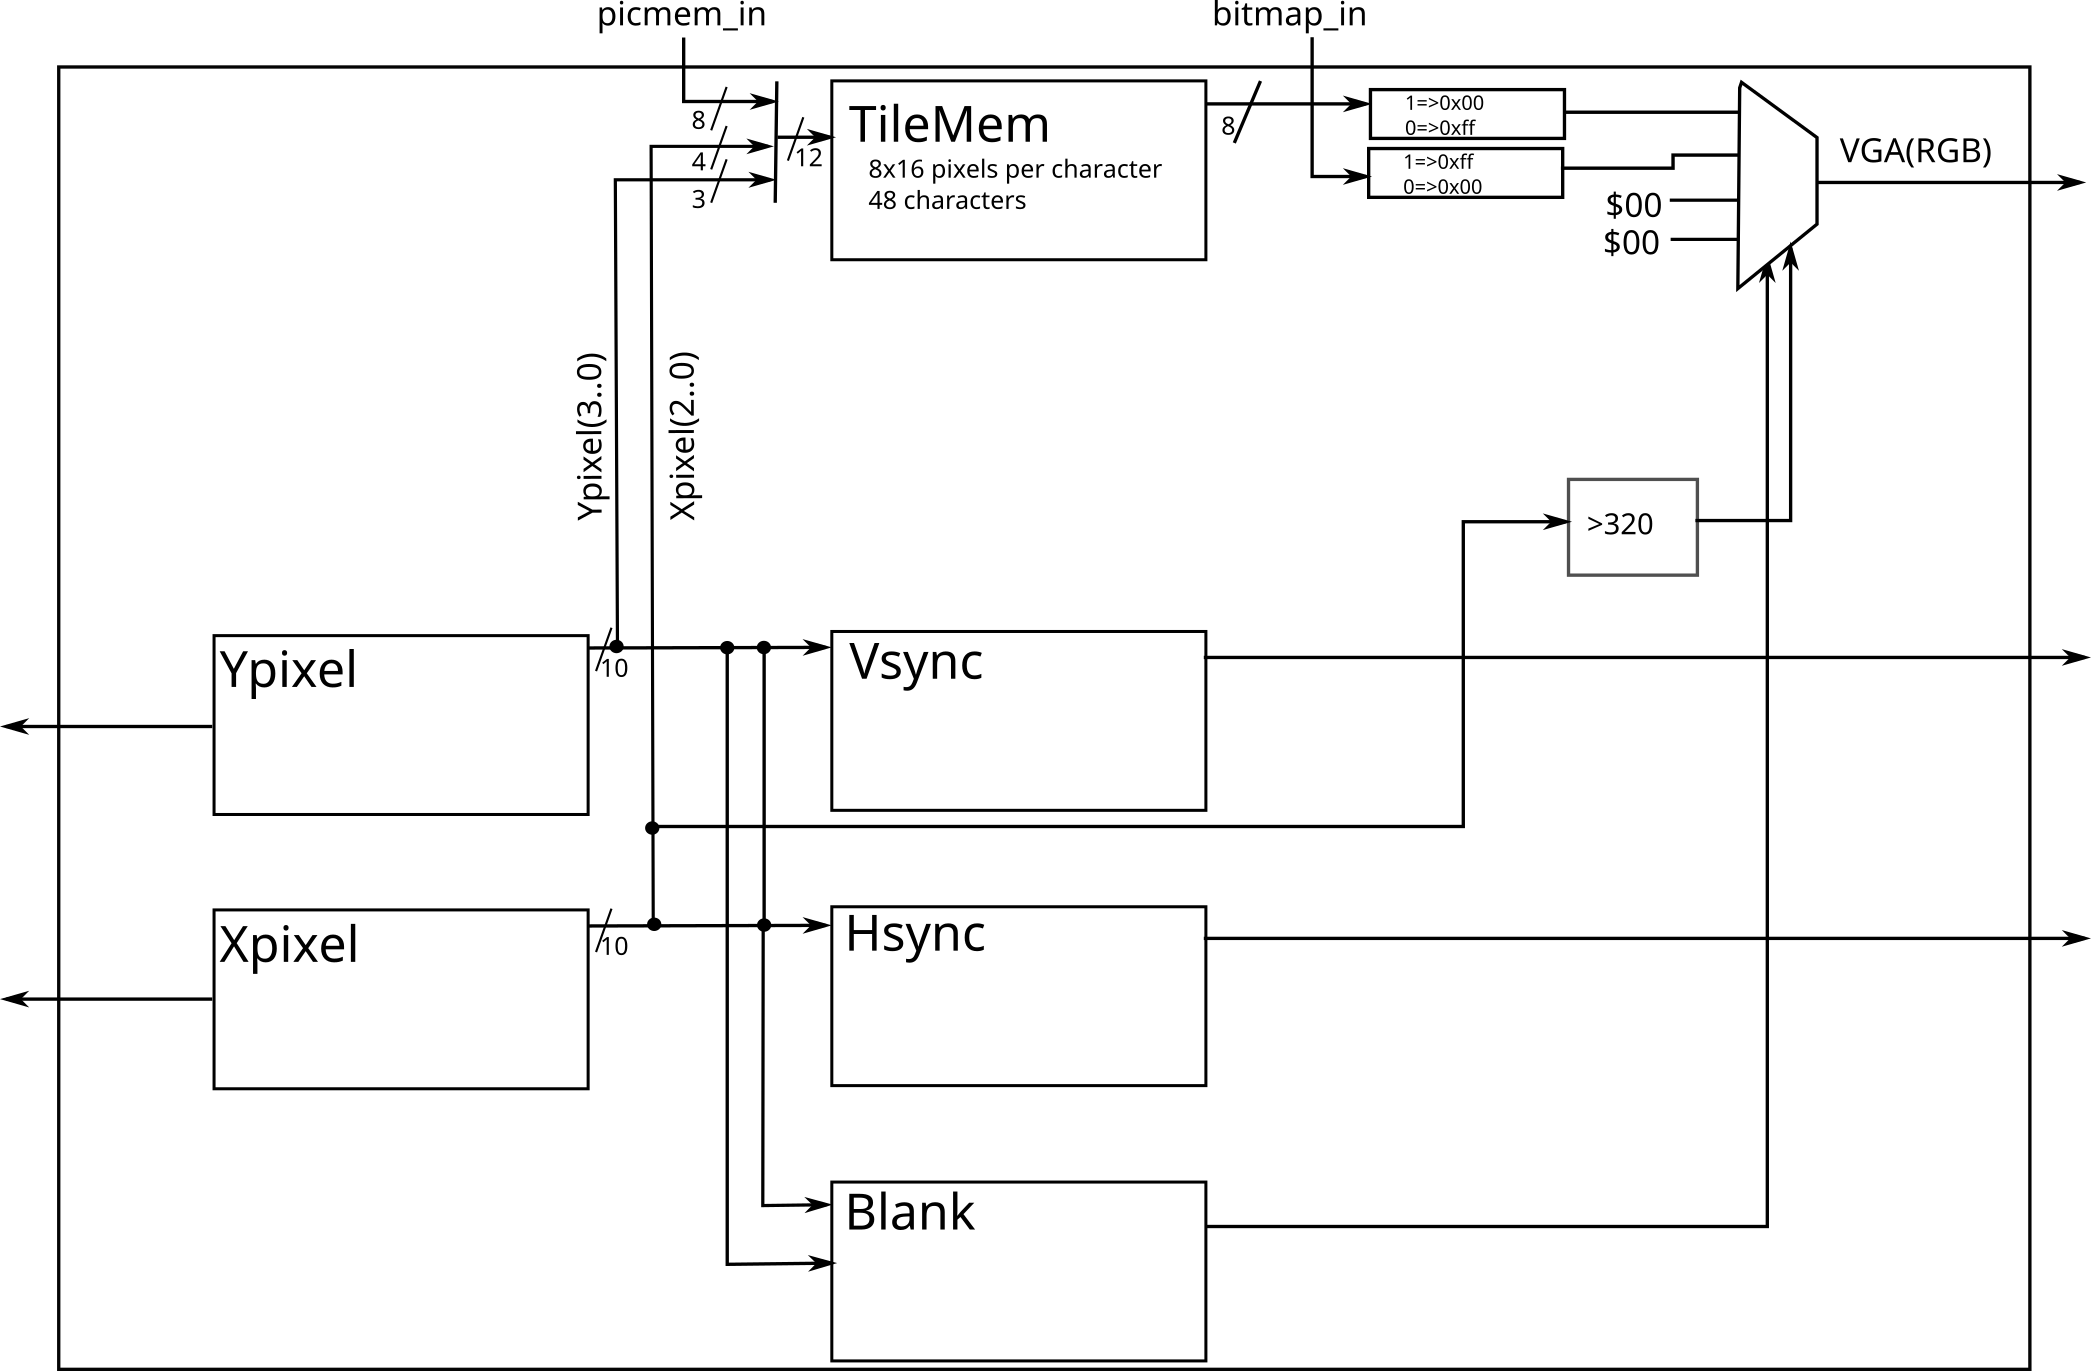 picmem_in
bitmap_in
8
4
3
12
TileMem
8x16 pixels per character
48 characters
8
1=>0x00
0=>0xff
1=>0xff
0=>0x00
$00
$00
VGA(RGB)
Ypixel(3..0)
Xpixel(2..0)
>320
Ypixel
10
Vsync
Xpixel
10
Hsync
Blank